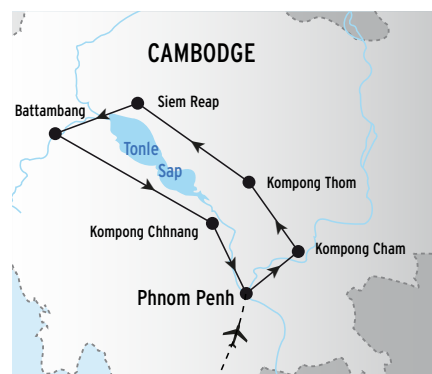 CAMBODGE
Siem Reap
Battambang
Tonle
Sap
Kompong Thom
Kompong Chhnang
Kompong Cham
Phnom Penh